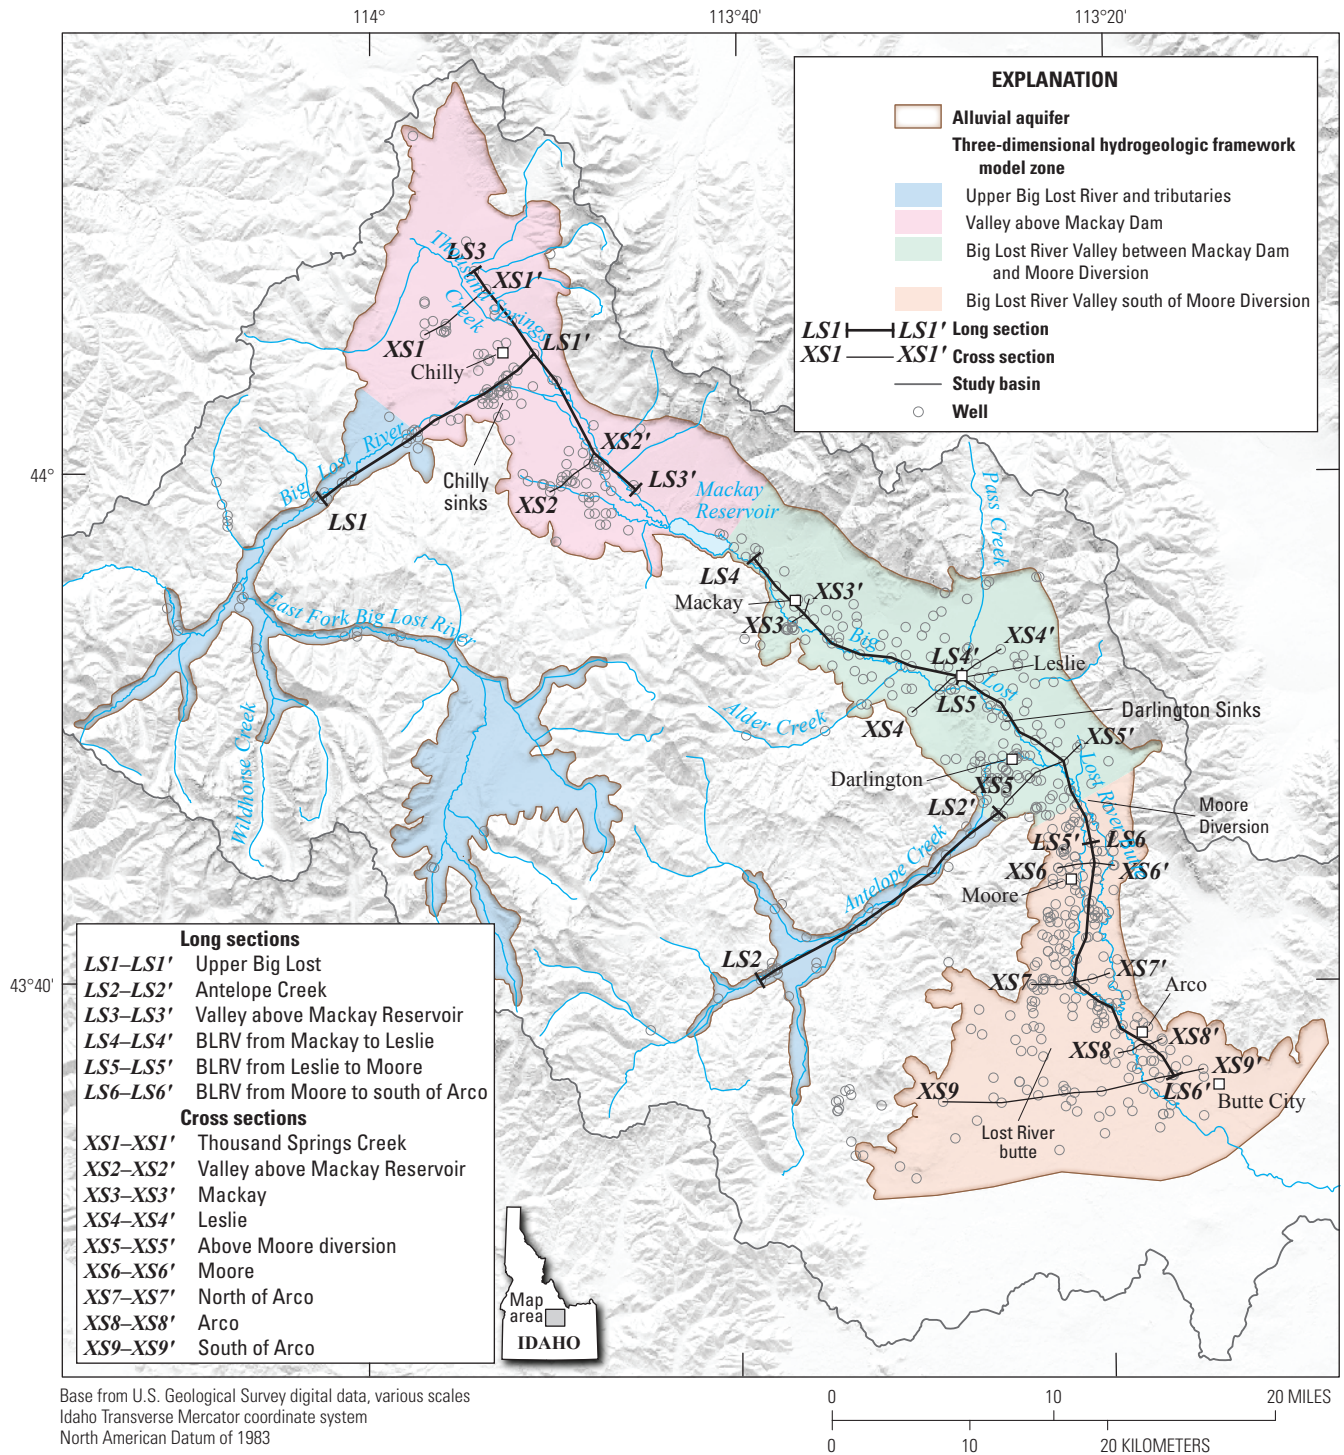 114°
113°40'
113°20'
EXPLANATION
Alluvial aquifer
Three-dimensional hydrogeologic framework
model zone
Upper Big Lost River and tributaries
Valley above Mackay Dam
Big Lost River Valley between Mackay Dam
and Moore Diversion
Big Lost River Valley south of Moore Diversion
LS1 LS1' Long section
XS1 XS1' Cross section
Study basin
Well
LS3
Thousand Springs
Creek
XS1'
XS1
LS1'
Chilly
Big Lost River
44°
LS1
Chilly
sinks
XS2'
XS2
LS3'
Mackay
Reservoir
Pass Creek
LS4
Mackay
XS3'
XS3
East Fork Big Lost River
Big
Lost
LS4'
XS4'
Leslie
LS5
XS4
Alder Creek
Darlington Sinks
XS5'
Darlington
XS5
LS2'
Lost River
Moore
Diversion
Wildhorse Creek
Antelope Creek
LS5'
LS6
XS6
XS6'
Moore
LS2
43°40'
XS7
XS7'
Arco
XS8
XS8'
XS9
XS9'
LS6'
Butte City
Lost River
butte
Long sections
LS1–LS1' Upper Big Lost
LS2–LS2' Antelope Creek
LS3–LS3' Valley above Mackay Reservoir
LS4–LS4' BLRV from Mackay to Leslie
LS5–LS5' BLRV from Leslie to Moore
LS6–LS6' BLRV from Moore to south of Arco
Cross sections
XS1–XS1' Thousand Springs Creek
XS2–XS2' Valley above Mackay Reservoir
XS3–XS3' Mackay
XS4–XS4' Leslie
XS5–XS5' Above Moore diversion
XS6–XS6' Moore
XS7–XS7' North of Arco
XS8–XS8' Arco
XS9–XS9' South of Arco
Map
area
IDAHO
Base from U.S. Geological Survey digital data, various scales
Idaho Transverse Mercator coordinate system
North American Datum of 1983
0 10 20 MILES
0 10 20 KILOMETERS